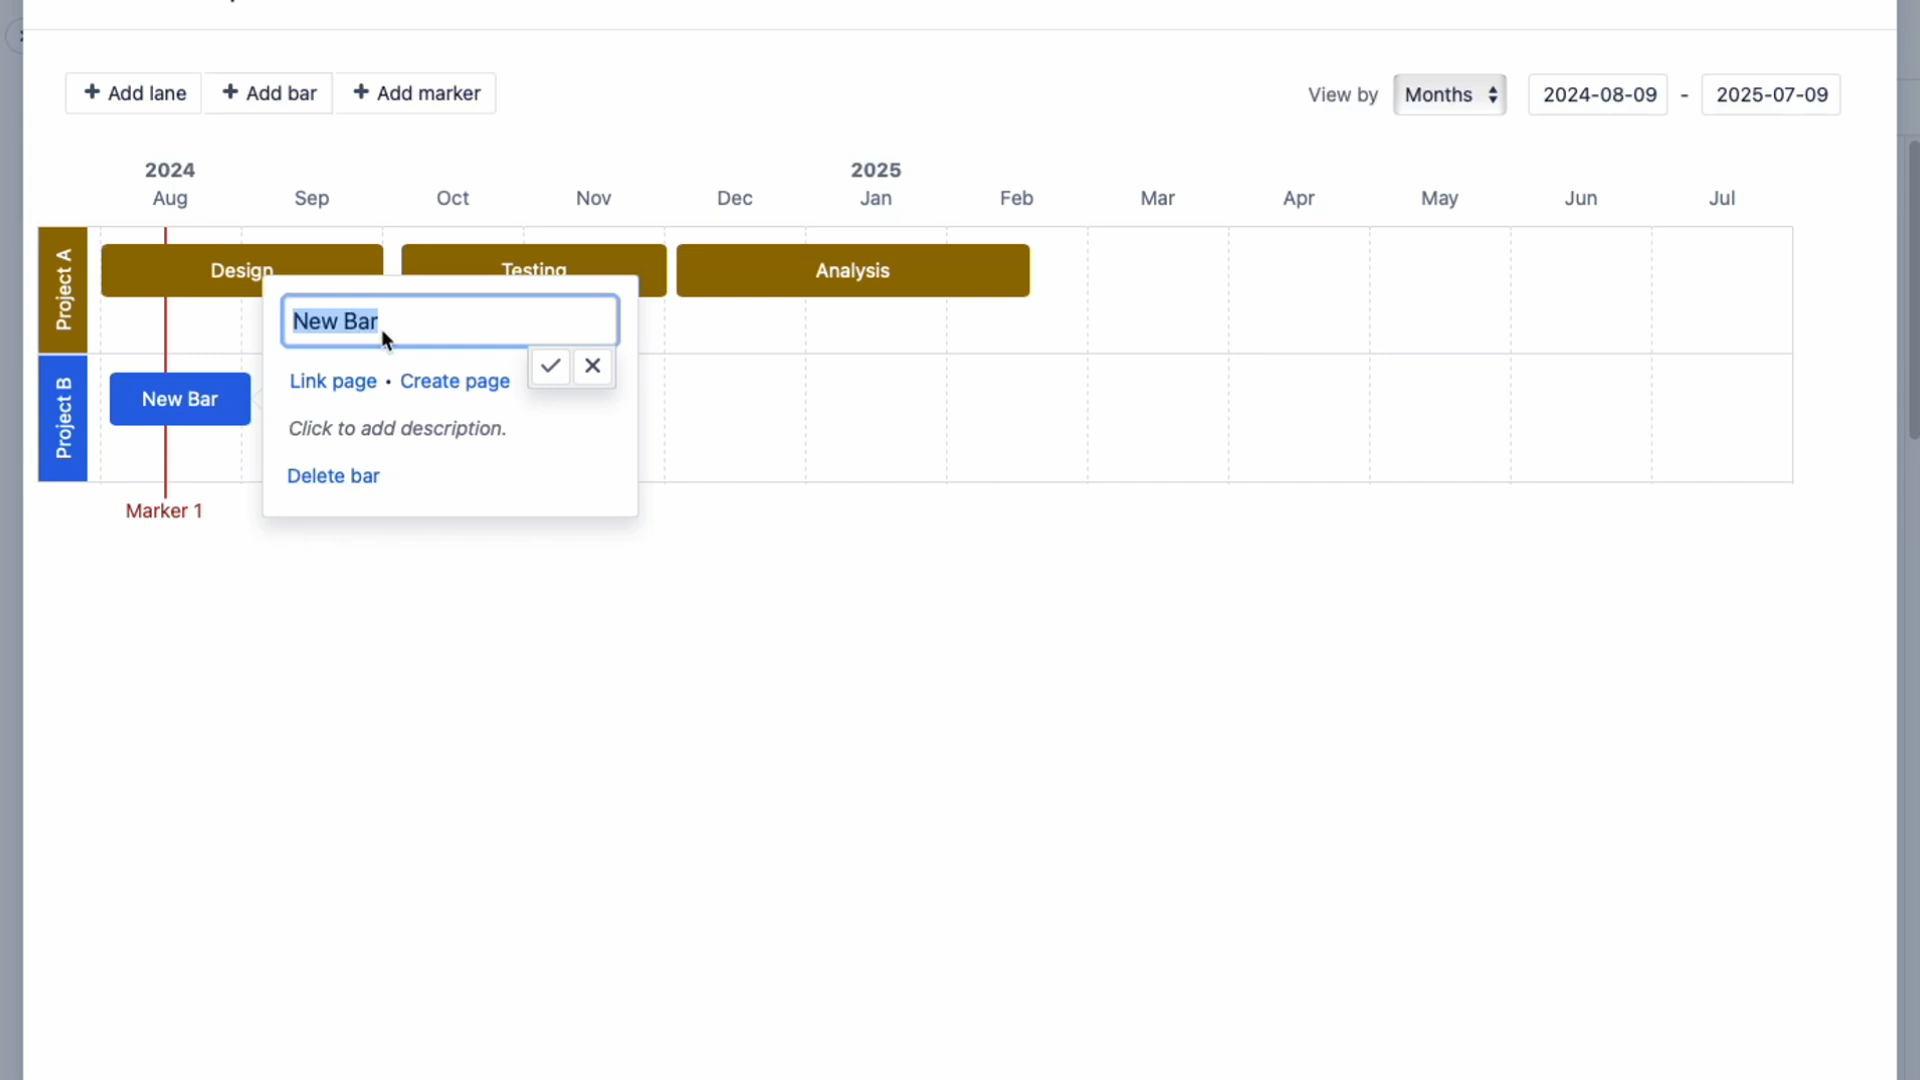 + Add lane + Add bar + Add marker
View by Months 2024-08-09 - 2025-07-09
2024 2025
Aug Sep Oct Nov Dec Jan Feb Mar Apr May Jun Jul
Project A
Design Testing Analysis
New Bar
Link page • Create page
Project B
New Bar
Click to add description.
Delete bar
Marker 1